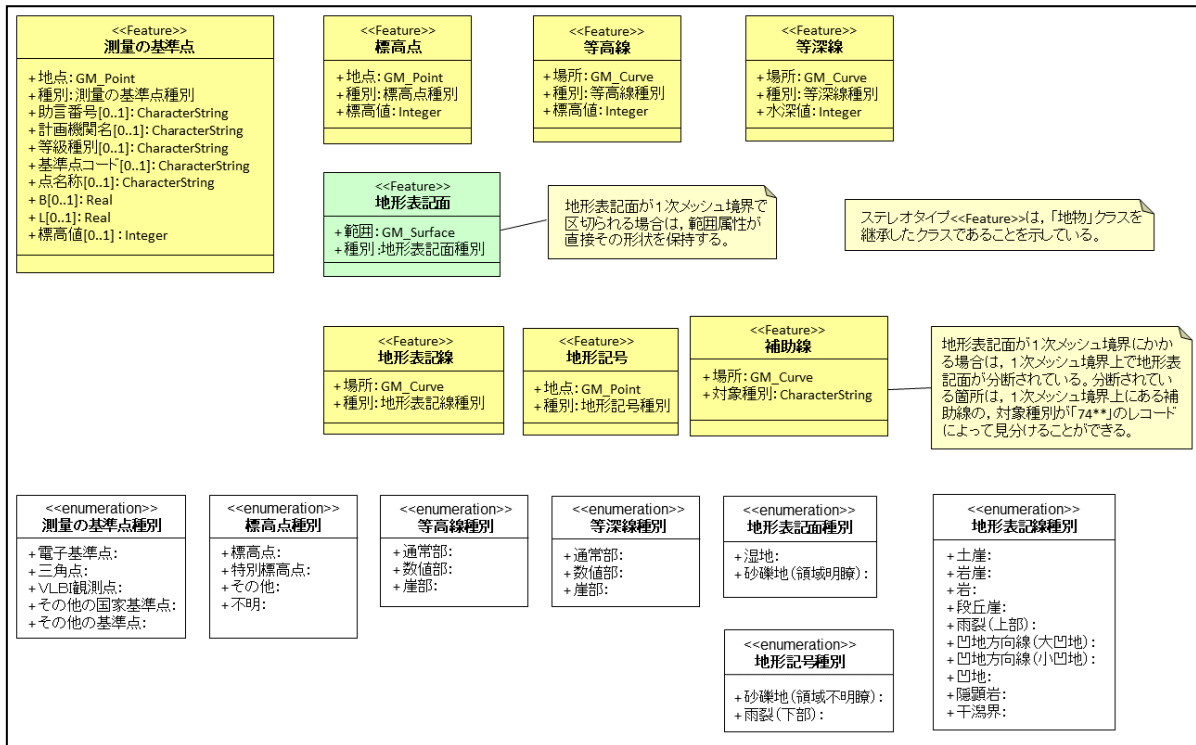 <<Feature>>
測量の基準点
+地点:GM_Point
+種別:測量の基準点種別
+助言番号[0..1]:CharacterString
+計画機関名[0..1]:CharacterString
+等級種別[0..1]:CharacterString
+基準点コード[0..1]:CharacterString
+点名称[0..1]:CharacterString
+B[0..1]:Real
+L[0..1]:Real
+標高値[0..1]:Integer
<<Feature>>
標高点
+地点:GM_Point
+種別:標高点種別
+標高値:Integer
<<Feature>>
等高線
+場所:GM_Curve
+種別:等高線種別
+標高値:Integer
<<Feature>>
等深線
+場所:GM_Curve
+種別:等深線種別
+水深値:Integer
<<Feature>>
地形表記面
+範囲:GM_Surface
+種別:地形表記面種別
地形表記面が1次メッシュ境界で
区切られる場合は,範囲属性が
直接その形状を保持する。
ステレオタイプ<<Feature>>は,「地物」クラスを
継承したクラスであることを示している。
<<Feature>>
地形表記線
+場所:GM_Curve
+種別:地形表記線種別
<<Feature>>
地形記号
+地点:GM_Point
+種別:地形記号種別
<<Feature>>
補助線
+場所:GM_Curve
+対象種別:CharacterString
地形表記面が1次メッシュ境界にかか
る場合は,1次メッシュ境界上で地形表
記面が分断されている。分断されてい
る箇所は,1次メッシュ境界上にある補
助線の,対象種別が「74**」のレコード
によって見分けることができる。
<<enumeration>>
測量の基準点種別
+電子基準点:
+三角点:
+VLBI観測点:
+その他の国家基準点:
+その他の基準点:
<<enumeration>>
標高点種別
+標高点:
+特別標高点:
+その他:
+不明:
<<enumeration>>
等高線種別
+通常部:
+数値部:
+崖部:
<<enumeration>>
等深線種別
+通常部:
+数値部:
+崖部:
<<enumeration>>
地形表記面種別
+湿地:
+砂礫地(領域明瞭):
<<enumeration>>
地形記号種別
+砂礫地(領域不明瞭):
+雨裂(下部):
<<enumeration>>
地形表記線種別
+土崖:
+岩崖:
+岩:
+段丘崖:
+雨裂(上部):
+凹地方向線(大凹地):
+凹地方向線(小凹地):
+凹地:
+隠顕岩:
+干潟界: